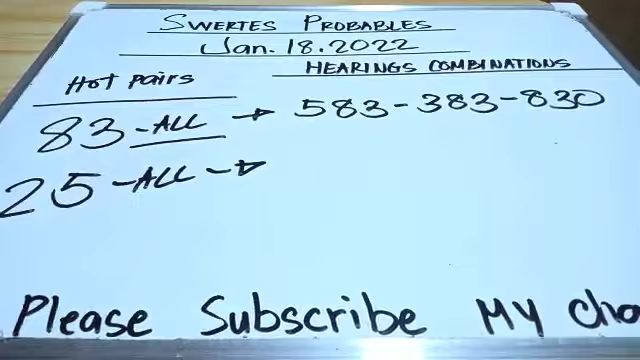 SWERTES PROBABLES
Jan. 18. 2022
Hot Pairs
HEARINGS COMBINATIONS
83 - ALL → 583 - 383 - 830
25 - ALL →
Please Subscribe MY cha